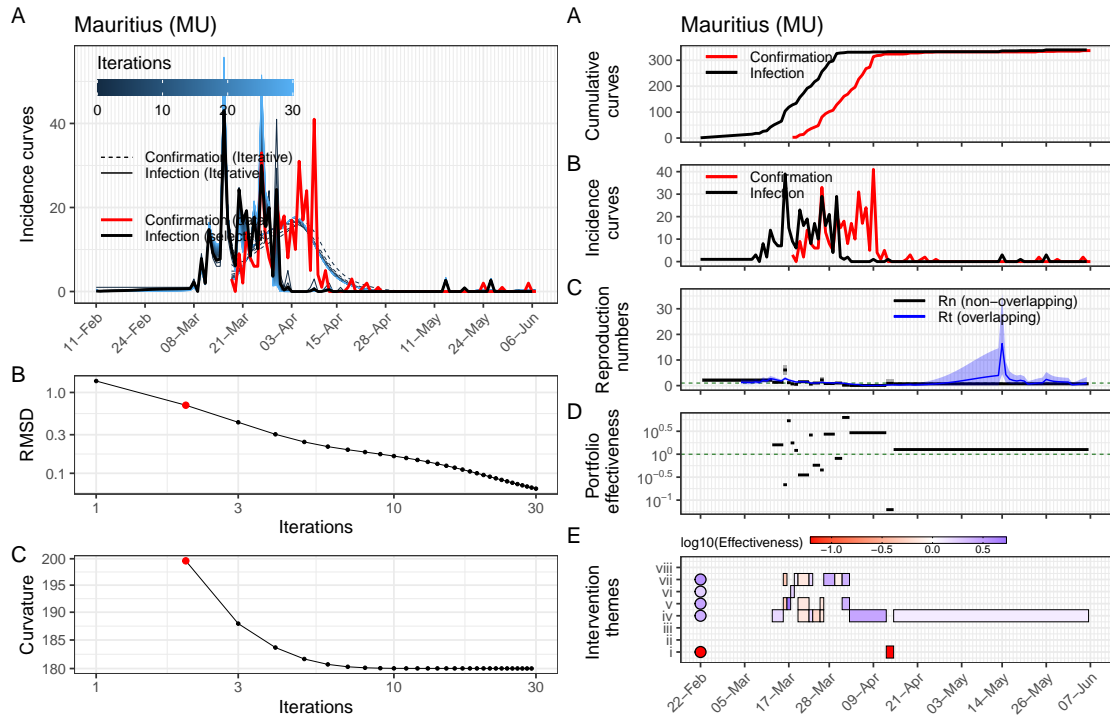 A
Mauritius (MU)
Iterations
0 10 20 30
Confirmation (Iterative)
Infection (Iterative)
Confirmation (data)
Infection (selected)
Incidence curves
0
20
40
11−Feb
24−Feb
08−Mar
21−Mar
03−Apr
15−Apr
28−Apr
11−May
24−May
06−Jun
B
RMSD
1.0
0.3
0.1
1 3 10 30
Iterations
C
Curvature
200
195
190
185
180
1 3 10 30
Iterations
A
Mauritius (MU)
Confirmation
Infection
Cumulative
curves
300
200
100
0
B
Confirmation
Infection
Incidence
curves
40
30
20
10
0
C
Rn (non−overlapping)
Rt (overlapping)
Reproduction
numbers
30
20
10
0
D
Portfolio
effectiveness
10^0.5
10^0
10^−0.5
10^−1
E
log10(Effectiveness)
−1.0 −0.5 0.0 0.5
Intervention
themes
viii
vii
vi
v
iv
iii
ii
i
22−Feb
05−Mar
17−Mar
28−Mar
09−Apr
21−Apr
03−May
14−May
26−May
07−Jun